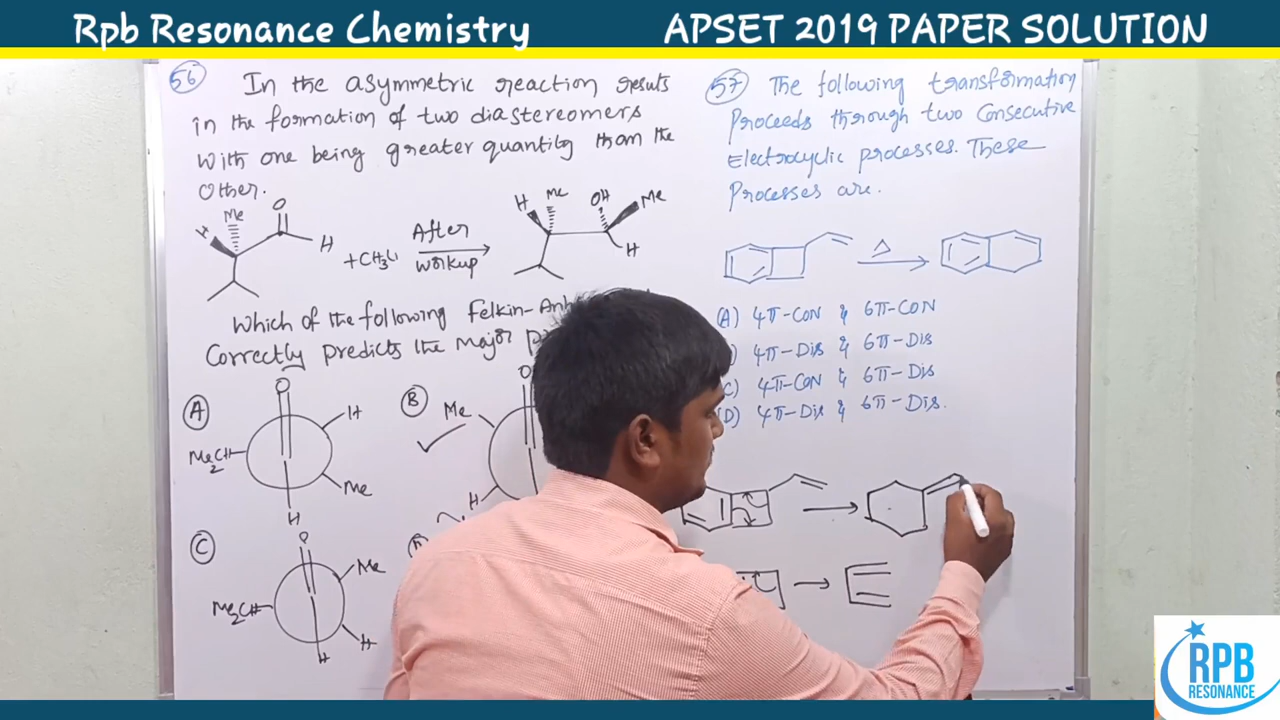 Rpb Resonance Chemistry
APSET 2019 PAPER SOLUTION
56 In the asymmetric reaction results
in the formation of two diastereomers
with one being greater quantity than the
other.
H Me O H
+CH3Li
After
workup
H Me OH Me
H
Which of the following Felkin-Anh
Correctly predicts the major
A
O
H
Me2CH
Me
H
B
O
Me
H
C
O
Me
Me2CH
H
H
57 The following transformation
Proceeds through two Consecutive
Electrocyclic processes. These
Processes are.
Δ
(A) 4π-CON & 6π-CON
4π-Dis & 6π-Dis
C) 4π-CON & 6π-Dis
(D) 4π-Dis & 6π-Dis.
RPB
RESONANCE